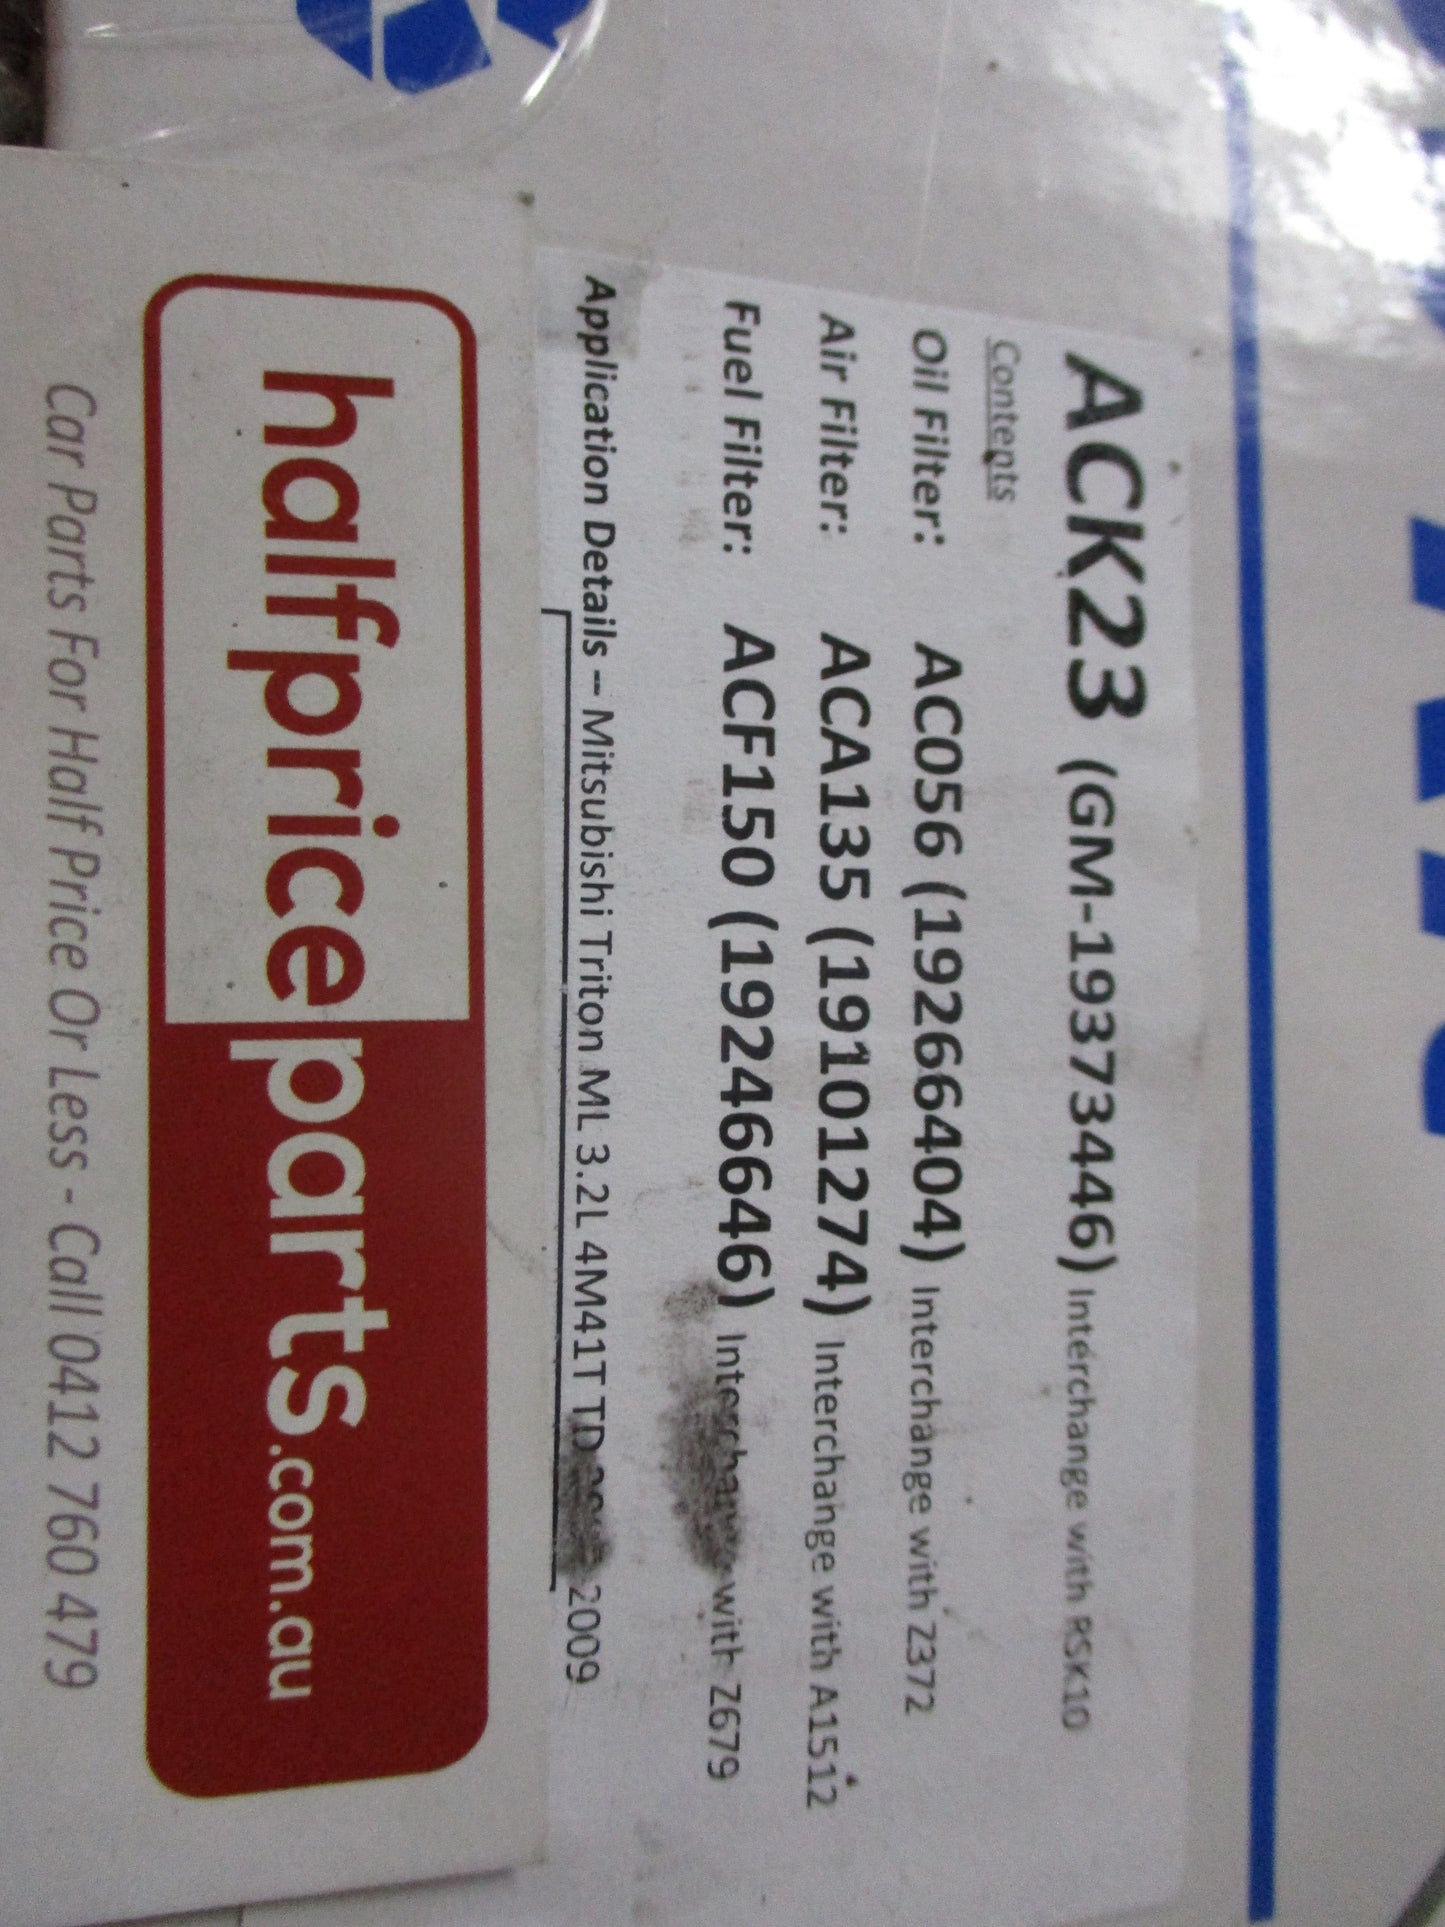 ACK23 (GM-19373446) Interchange with RSK10
Contents
Oil Filter: AC056 (19266404) Interchange with Z372
Air Filter: ACA135 (19101274) Interchange with A1512
Fuel Filter: ACF150 (19246646) Interchange with Z679
Application Details -- Mitsubishi Triton ML 3.2L 4M41T TD 2009
halfpriceparts.com.au
Car Parts For Half Price Or Less - Call 0412 760 479